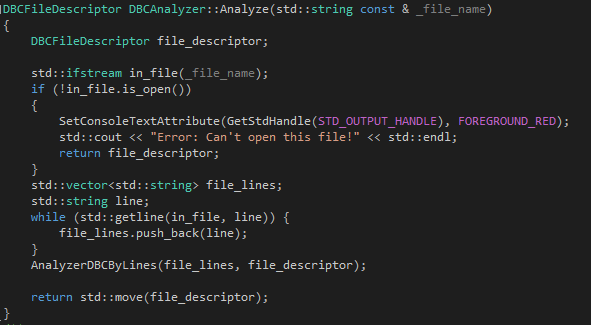 DBCFileDescriptor DBCAnalyzer::Analyze(std::string const & _file_name)
{
    DBCFileDescriptor file_descriptor;

    std::ifstream in_file(_file_name);
    if (!in_file.is_open())
    {
        SetConsoleTextAttribute(GetStdHandle(STD_OUTPUT_HANDLE), FOREGROUND_RED);
        std::cout << "Error: Can't open this file!" << std::endl;
        return file_descriptor;
    }
    std::vector<std::string> file_lines;
    std::string line;
    while (std::getline(in_file, line)) {
        file_lines.push_back(line);
    }
    AnalyzerDBCByLines(file_lines, file_descriptor);

    return std::move(file_descriptor);
}